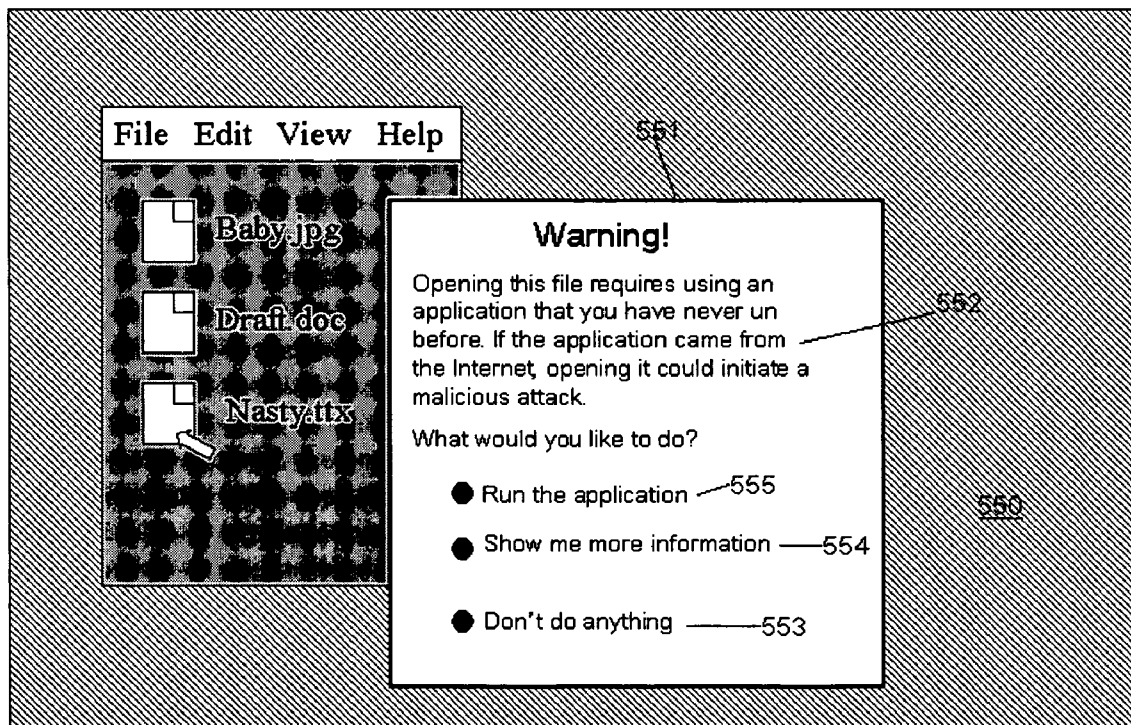 File Edit View Help
Baby.jpg
Draft.doc
Nasty.ttx
551
Warning!
Opening this file requires using an
application that you have never un
before. If the application came from
the Internet, opening it could initiate a
malicious attack.
552
What would you like to do?
Run the application 555
Show me more information 554
Don't do anything 553
550